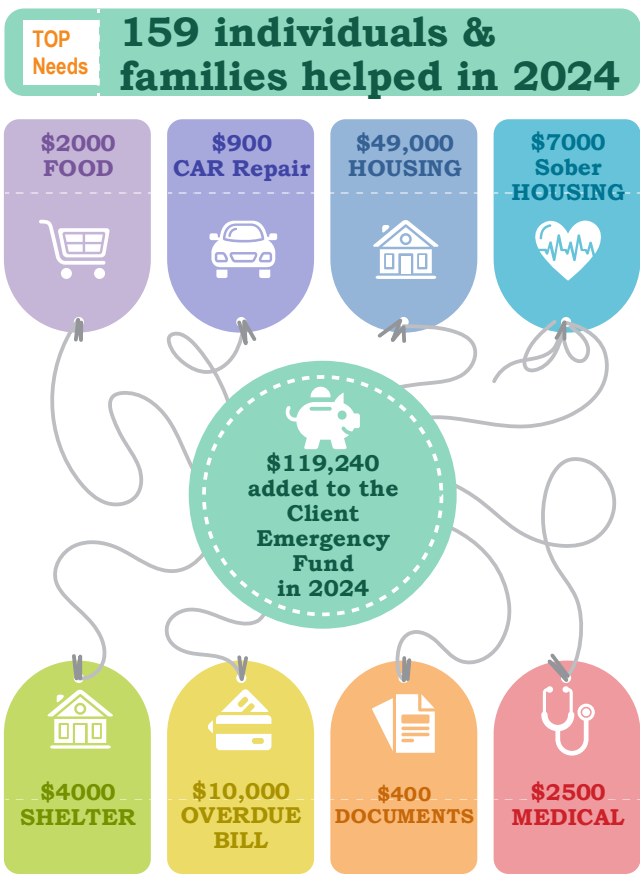 TOP
Needs
159 individuals &
families helped in 2024
$2000
FOOD
$900
CAR Repair
$49,000
HOUSING
$7000
Sober
HOUSING
$119,240
added to the
Client
Emergency
Fund
in 2024
$4000
SHELTER
$10,000
OVERDUE
BILL
$400
DOCUMENTS
$2500
MEDICAL